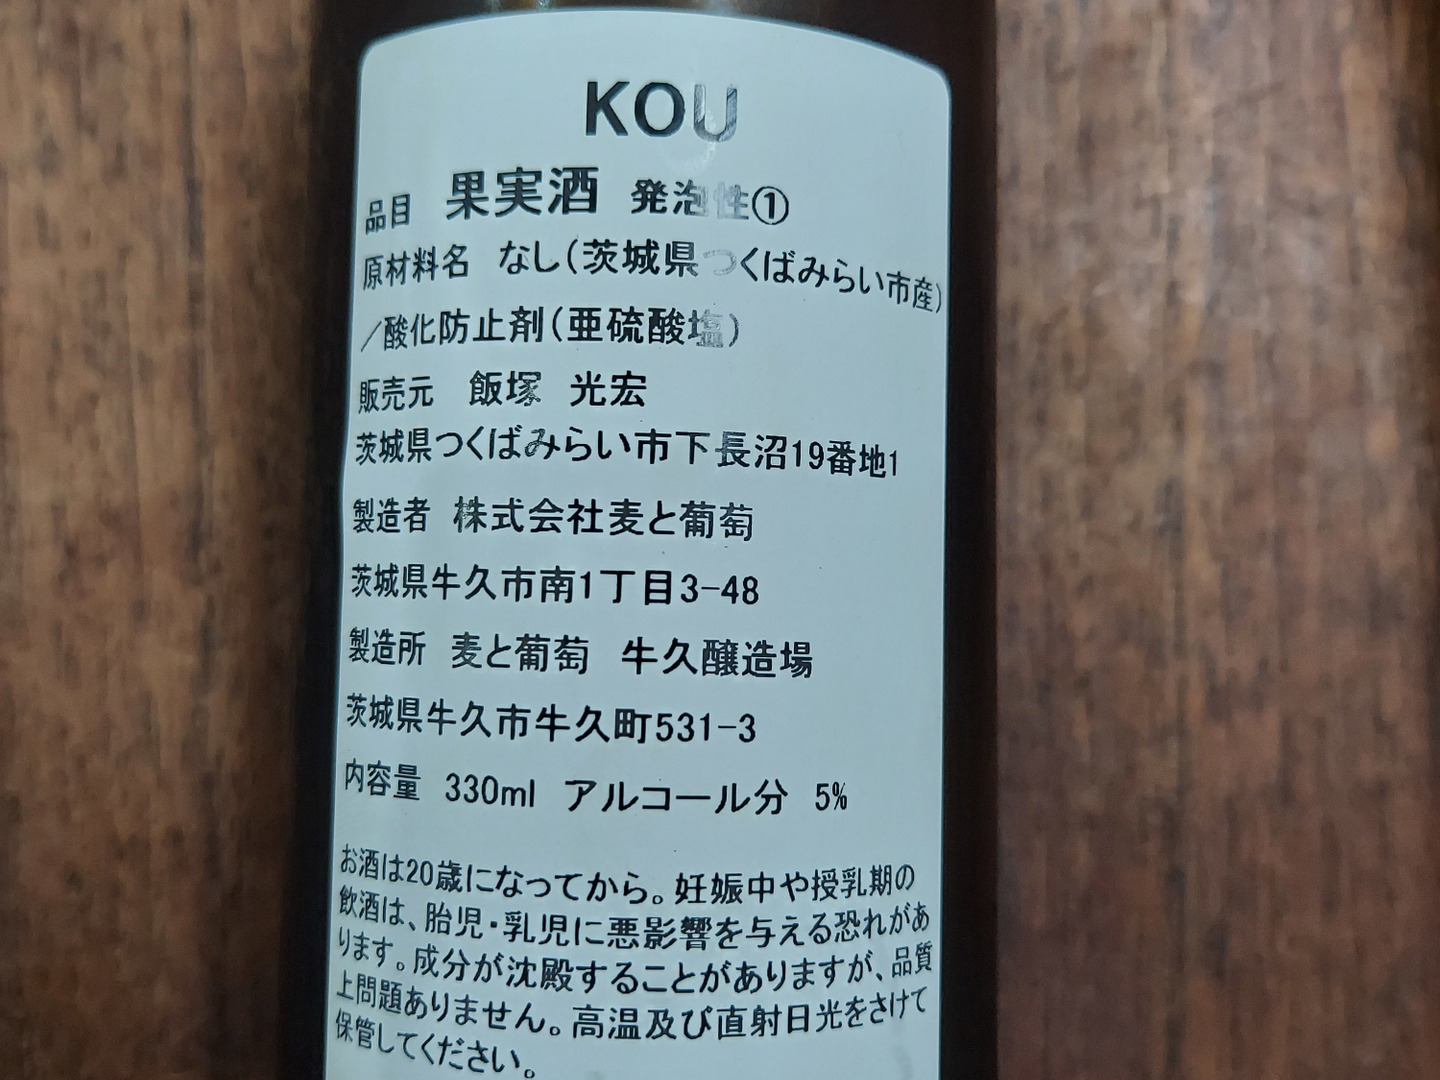 KOU
品目 果実酒 発泡性①
原材料名 なし(茨城県つくばみらい市産)
/酸化防止剤(亜硫酸塩)
販売元 飯塚 光宏
茨城県つくばみらい市下長沼19番地1
製造者 株式会社麦と葡萄
茨城県牛久市南1丁目3-48
製造所 麦と葡萄 牛久醸造場
茨城県牛久市牛久町531-3
内容量 330ml アルコール分 5%
お酒は20歳になってから。妊娠中や授乳期の
飲酒は、胎児・乳児に悪影響を与える恐れがあ
ります。成分が沈殿することがありますが、品質
上問題ありません。高温及び直射日光をさけて
保管してください。